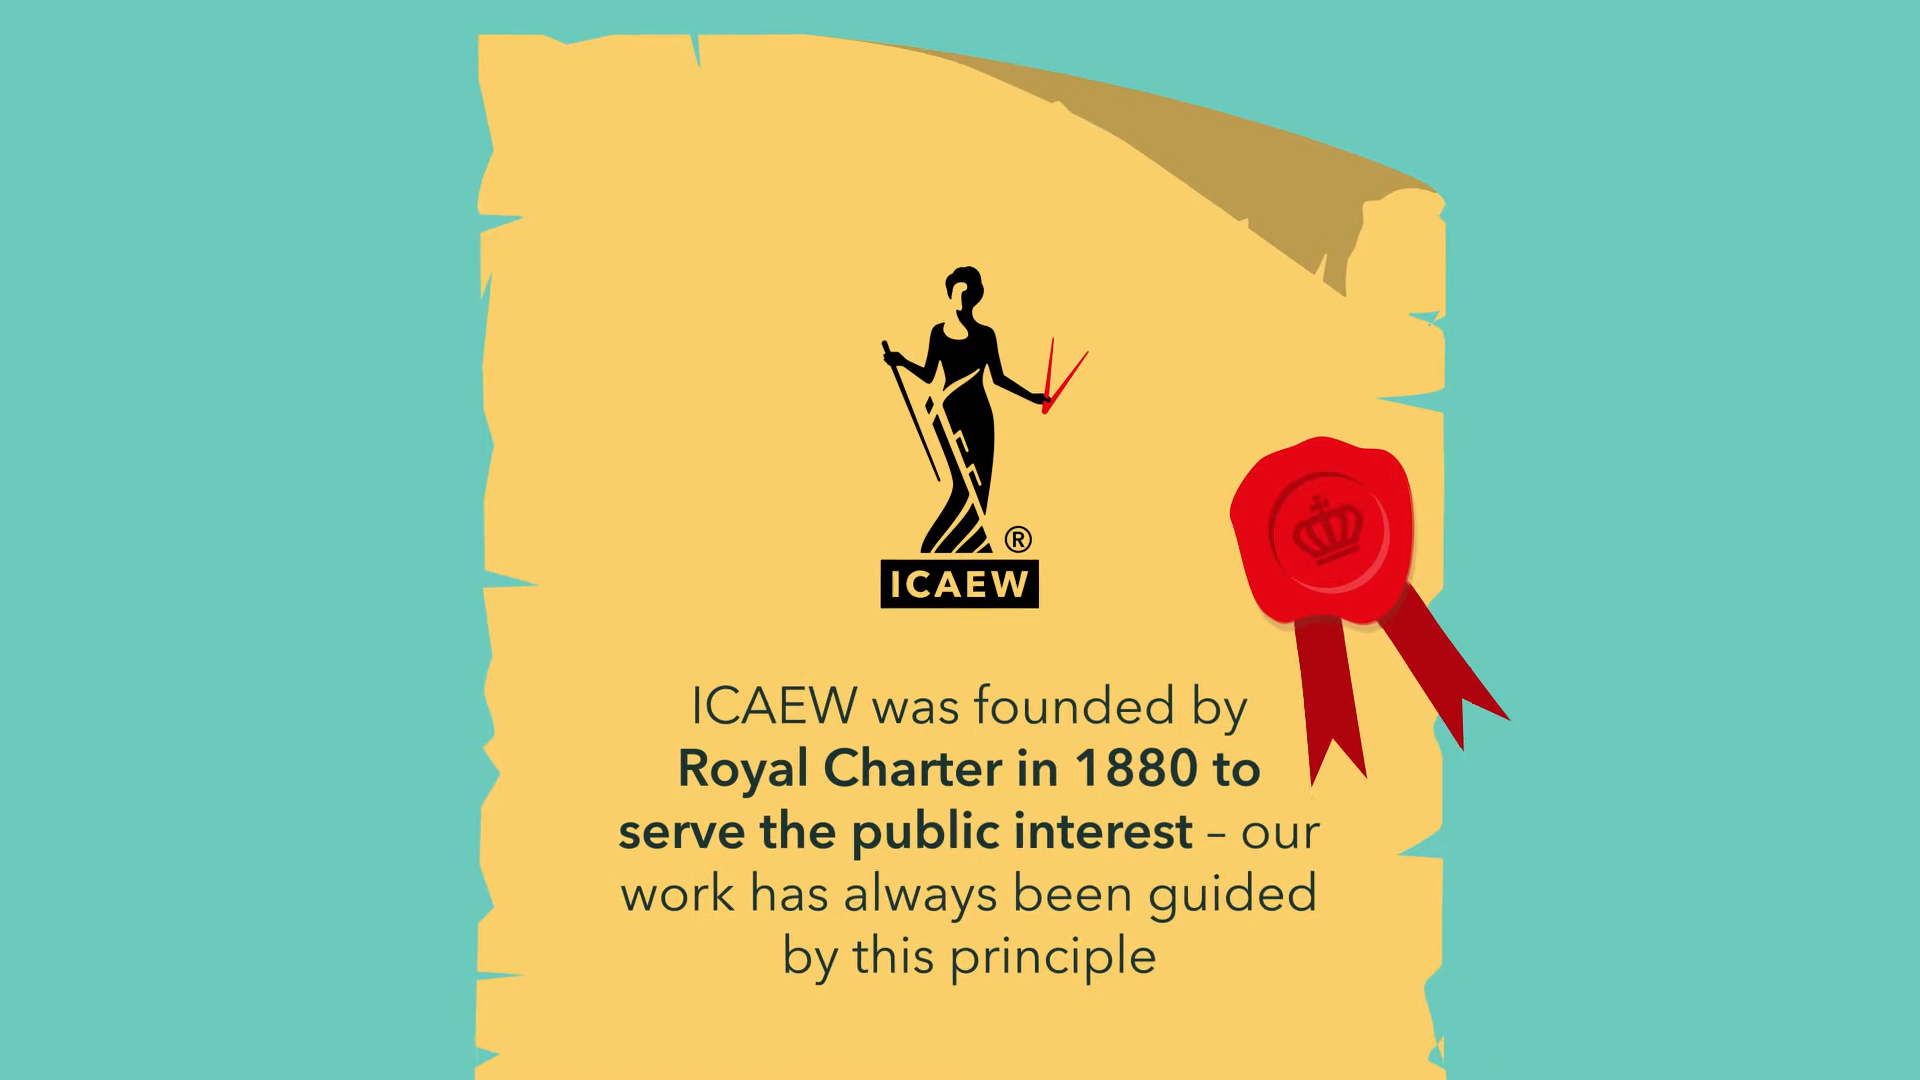 ®
ICAEW
ICAEW was founded by
Royal Charter in 1880 to
serve the public interest – our
work has always been guided
by this principle